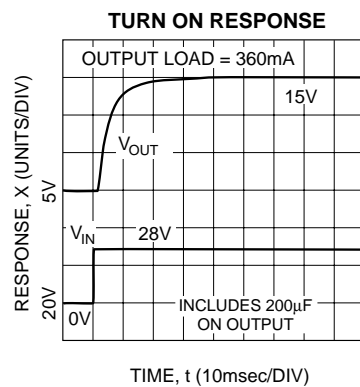 TURN ON RESPONSE
OUTPUT LOAD = 360mA
15V
VOUT
VIN
28V
0V
INCLUDES 200µF
ON OUTPUT
RESPONSE, X (UNITS/DIV)
5V
20V
TIME, t (10msec/DIV)